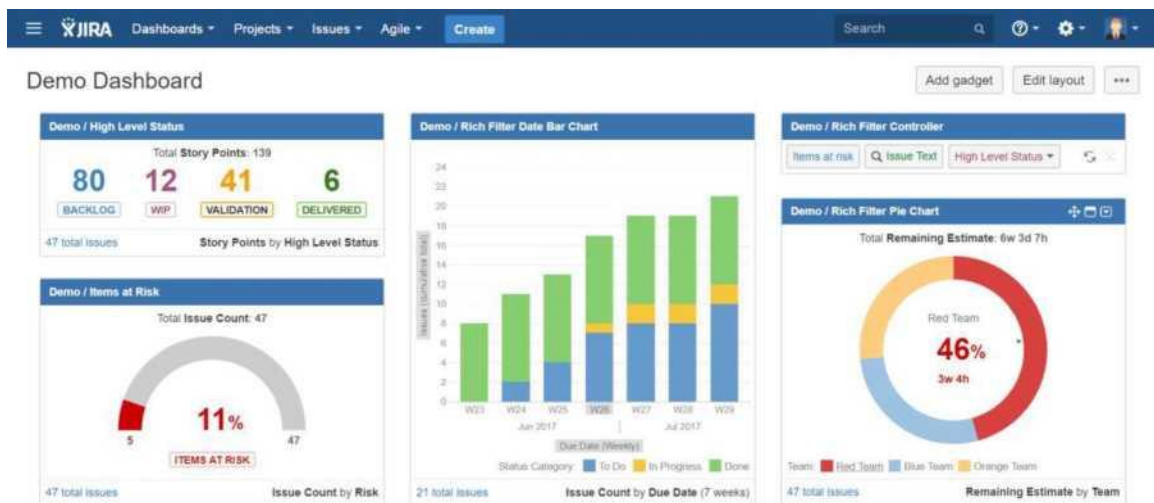 JIRA Dashboards Projects Issues Agile Create Search
Demo Dashboard
Add gadget Edit layout
Demo / High Level Status
Total Story Points: 139
80 12 41 6
BACKLOG WIP VALIDATION DELIVERED
47 total issues Story Points by High Level Status
Demo / Items at Risk
Total Issue Count: 47
11%
5 47
ITEMS AT RISK
47 total issues Issue Count by Risk
Demo / Rich Filter Date Bar Chart
24
22
20
18
16
14
12
10
8
6
4
2
0
W23 W24 W25 W26 W27 W28 W29
Jun 2017 Jul 2017
Due Date (Weekly)
Status Category: To Do In Progress Done
21 total issues Issue Count by Due Date (7 weeks)
Demo / Rich Filter Controller
Items at risk Issue Text High Level Status
Demo / Rich Filter Pie Chart
Total Remaining Estimate: 6w 3d 7h
Red Team
46%
3w 4h
Team: Red Team Blue Team Orange Team
47 total issues Remaining Estimate by Team